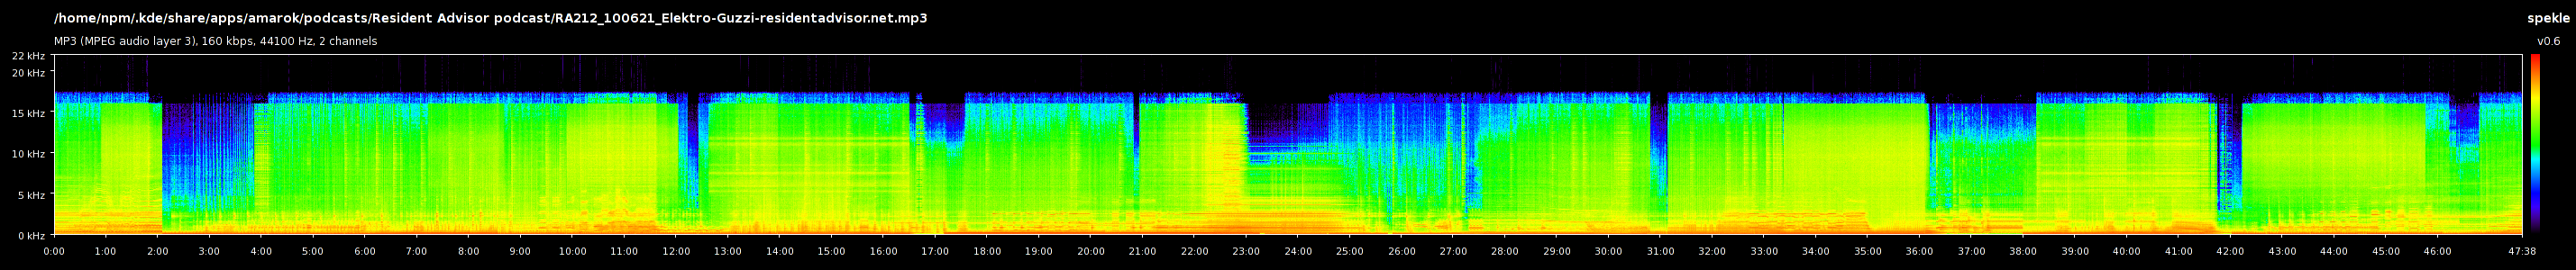 /home/npm/.kde/share/apps/amarok/podcasts/Resident Advisor podcast/RA212_100621_Elektro-Guzzi-residentadvisor.net.mp3 spekle
MP3 (MPEG audio layer 3), 160 kbps, 44100 Hz, 2 channels v0.6
22 kHz
20 kHz
15 kHz
10 kHz
5 kHz
0 kHz
0:00 1:00 2:00 3:00 4:00 5:00 6:00 7:00 8:00 9:00 10:00 11:00 12:00 13:00 14:00 15:00 16:00 17:00 18:00 19:00 20:00 21:00 22:00 23:00 24:00 25:00 26:00 27:00 28:00 29:00 30:00 31:00 32:00 33:00 34:00 35:00 36:00 37:00 38:00 39:00 40:00 41:00 42:00 43:00 44:00 45:00 46:00 47:38